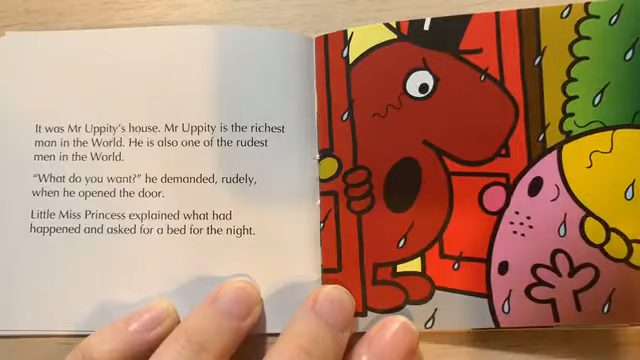 It was Mr Uppity's house. Mr Uppity is the richest
man in the World. He is also one of the rudest
men in the World.
"What do you want?" he demanded, rudely,
when he opened the door.
Little Miss Princess explained what had
happened and asked for a bed for the night.